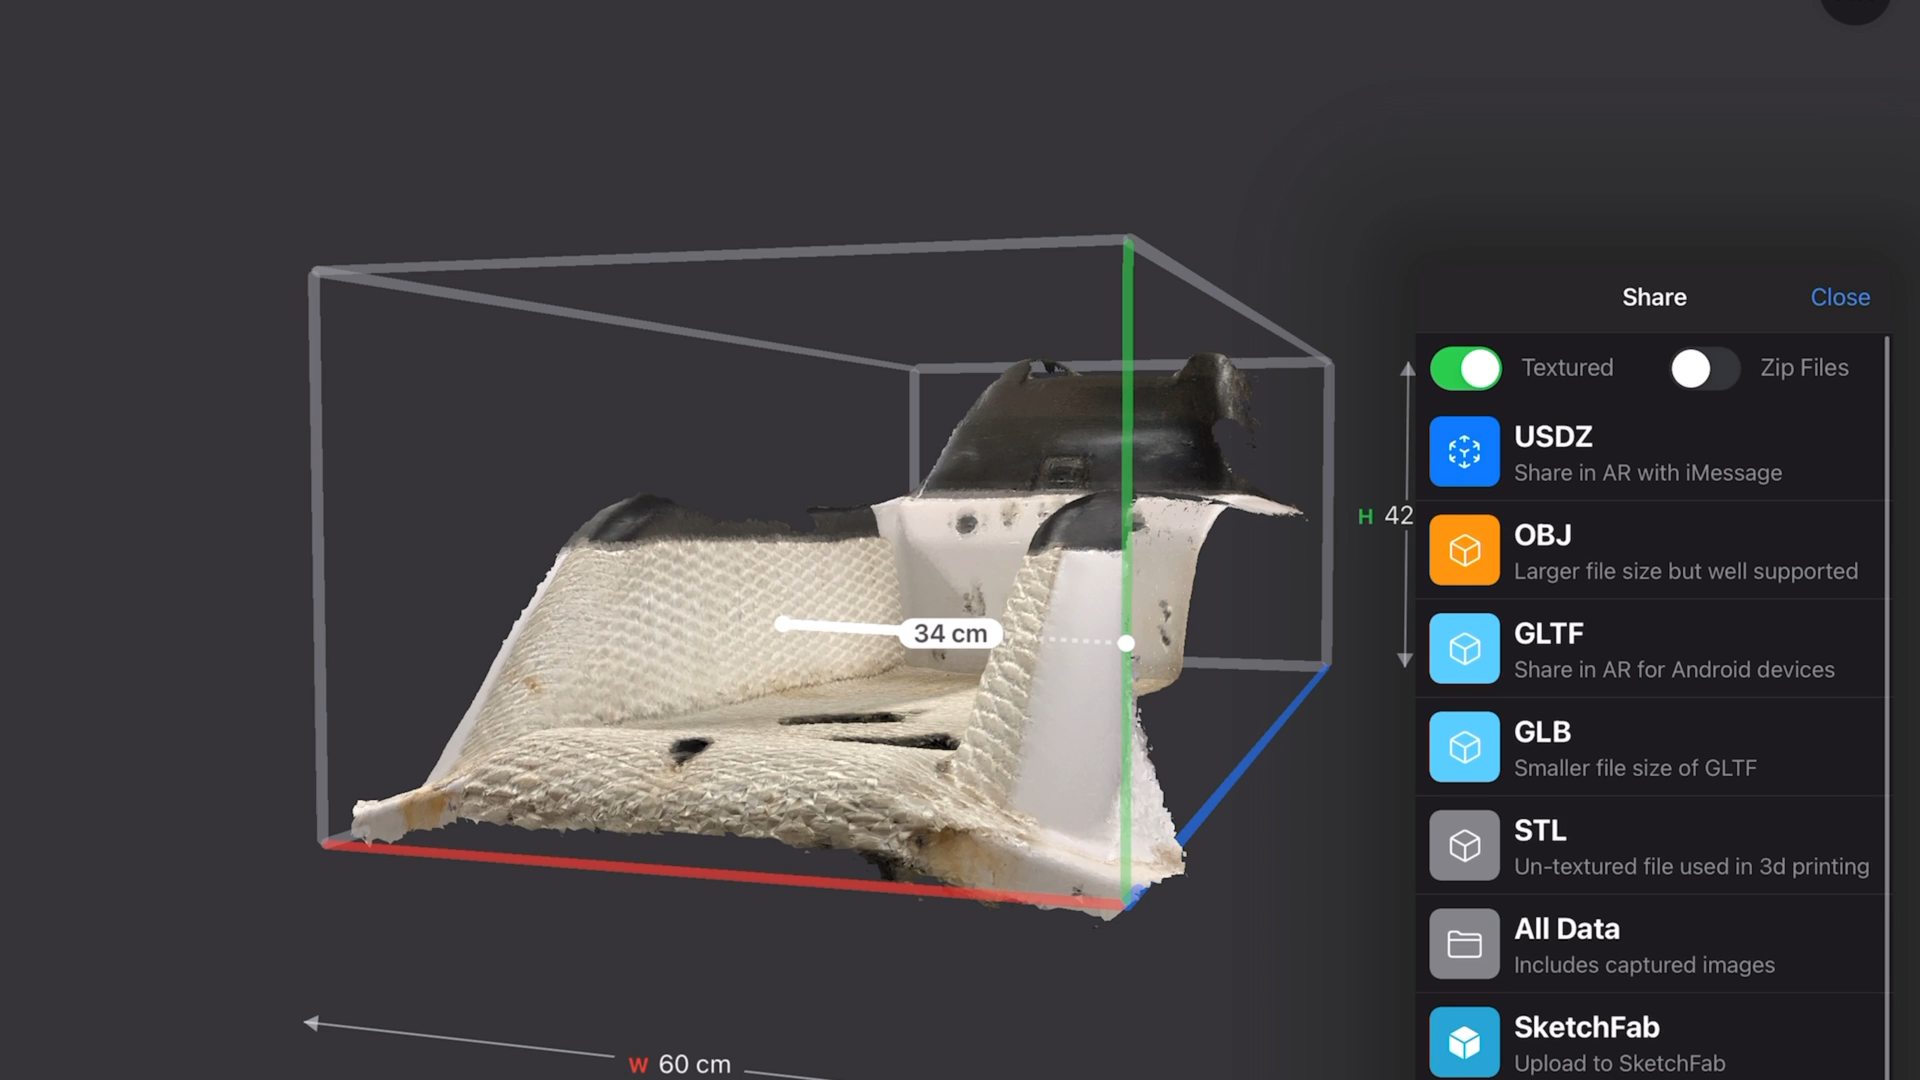 Share
Close
Textured
Zip Files
USDZ
Share in AR with iMessage
OBJ
Larger file size but well supported
GLTF
Share in AR for Android devices
GLB
Smaller file size of GLTF
STL
Un-textured file used in 3d printing
All Data
Includes captured images
SketchFab
Upload to SketchFab
H 42
34 cm
W 60 cm